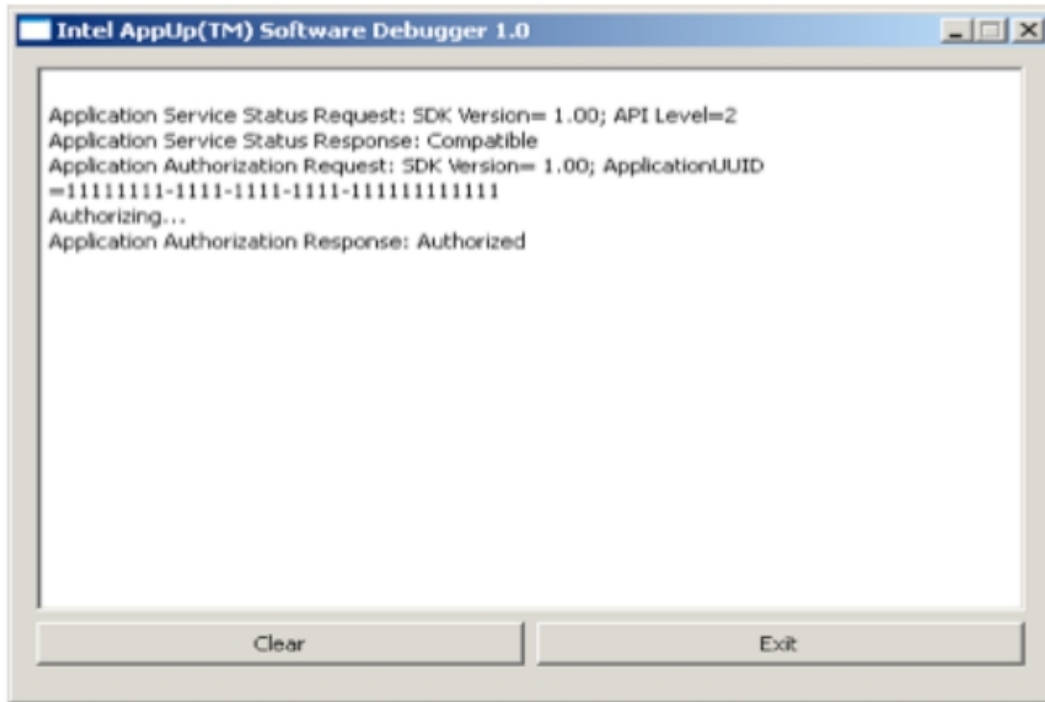 Intel AppUp(TM) Software Debugger 1.0
Application Service Status Request: SDK Version= 1.00; API Level=2
Application Service Status Response: Compatible
Application Authorization Request: SDK Version= 1.00; ApplicationUUID
=11111111-1111-1111-1111-111111111111
Authorizing...
Application Authorization Response: Authorized
Clear
Exit